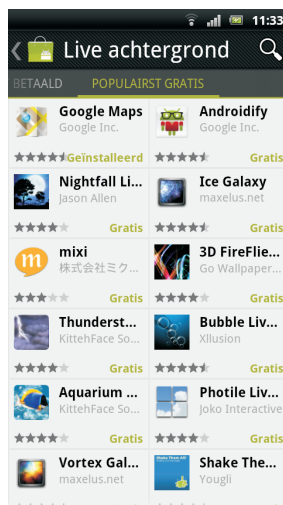 11:33
Live achtergrond
BETAALD POPULAIRST GRATIS
Google Maps
Google Inc.
Geïnstalleerd
Androidify
Google Inc.
Gratis
Nightfall Li...
Jason Allen
Gratis
Ice Galaxy
maxelus.net
Gratis
mixi
株式会社ミク...
Gratis
3D FireFlie...
Go Wallpaper...
Gratis
Thunderst...
KittehFace So...
Gratis
Bubble Liv...
Xllusion
Gratis
Aquarium ...
KittehFace So...
Gratis
Photile Liv...
Joko Interactive
Gratis
Vortex Gal...
maxelus.net
Shake The...
Yougli